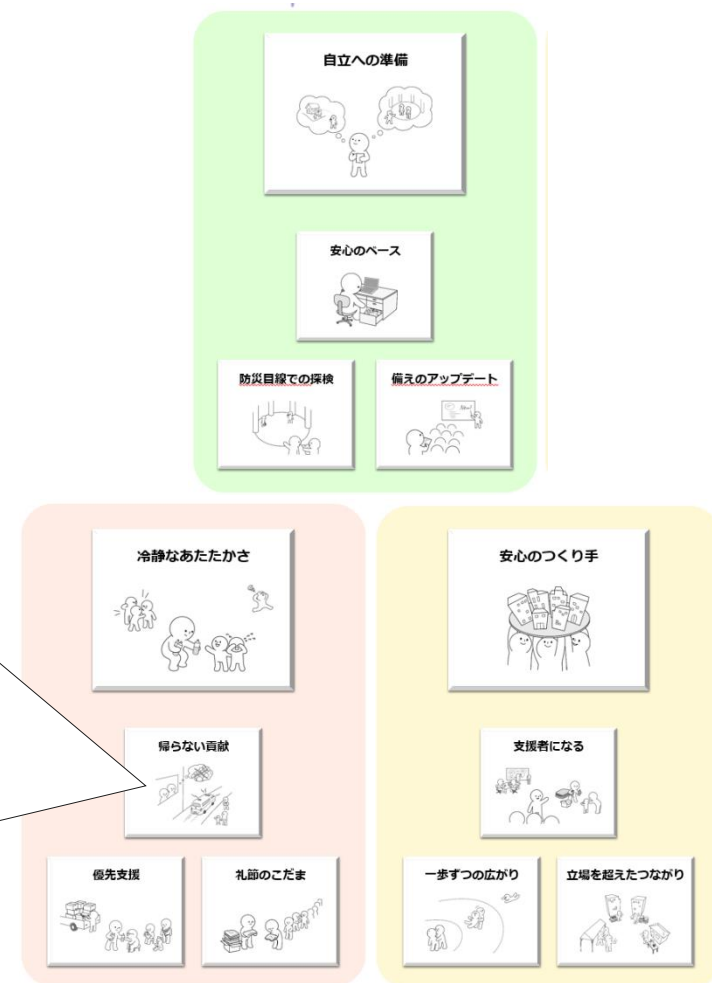 自立への準備
安心のベース
防災目線での探検
備えのアップデート
冷静なあたたかさ
帰らない貢献
優先支援
礼節のこだま
安心のつくり手
支援者になる
一歩ずつの広がり
立場を超えたつながり